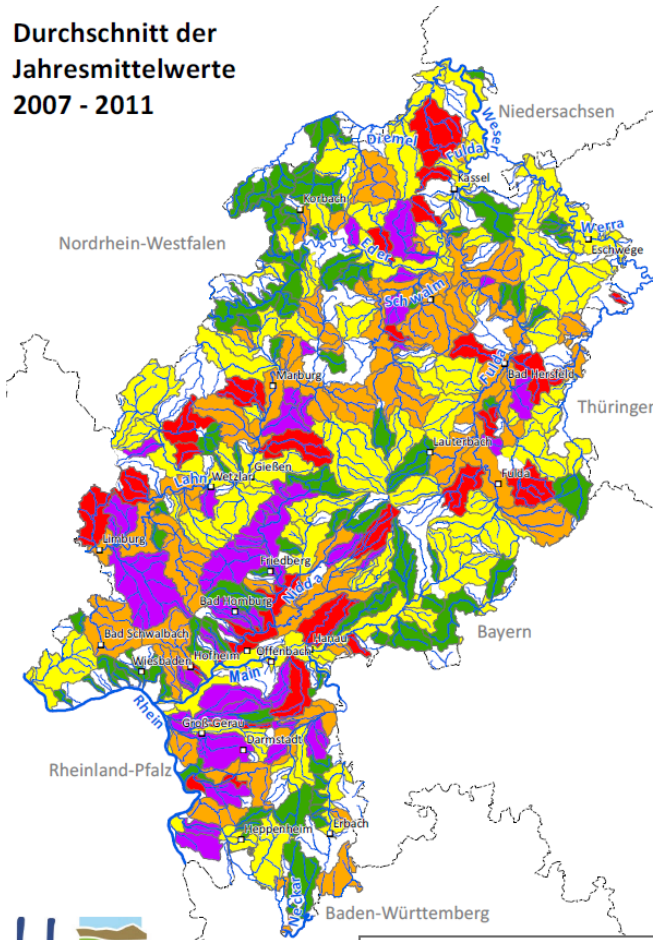 Durchschnitt der
Jahresmittelwerte
2007 - 2011
Niedersachsen
Weser
Diemel
Fulda
Kassel
Korbach
Werra
Nordrhein-Westfalen
Eder
Eschwege
Schwalm
Fulda
Marburg
Bad Hersfeld
Thüringen
Lauterbach
Gießen
Lahn
Wetzlar
Fulda
Limburg
Friedberg
Nidda
Bad Homburg
Bayern
Hanau
Bad Schwalbach
Offenbach
Hofheim
Wiesbaden
Main
Rhein
Groß-Gerau
Darmstadt
Rheinland-Pfalz
Heppenheim
Erbach
Neckar
Baden-Württemberg